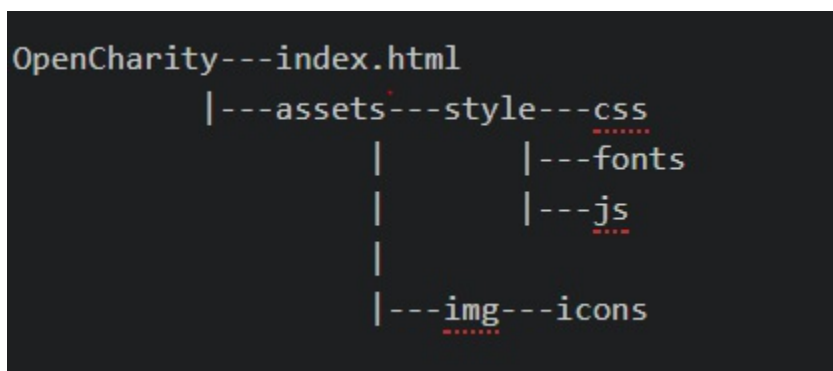 OpenCharity---index.html
|---assets---style---css
| |---fonts
| |---js
|
|---img---icons